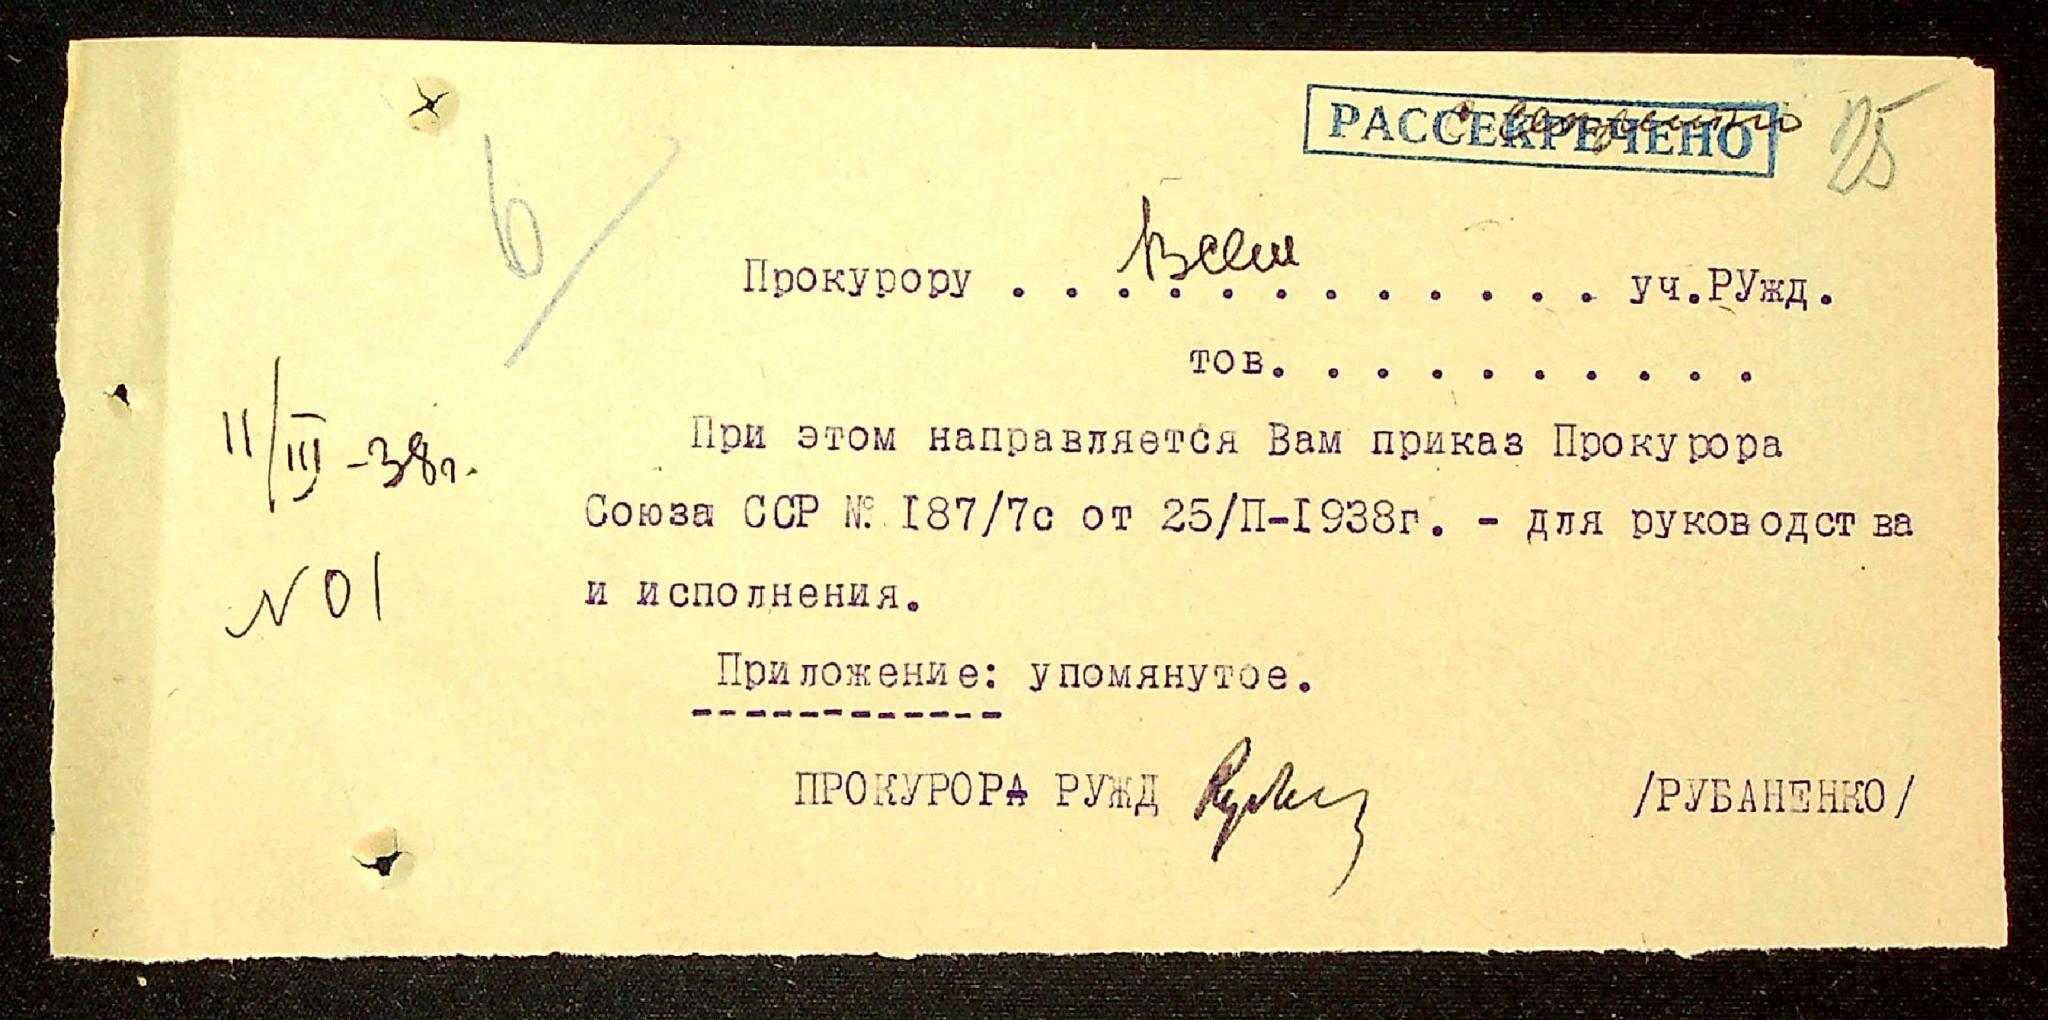 РАССЕКРЕЧЕНО
25
6/
Всем
Прокурору . . . . . . . . . . . . уч.РУжд.
тов. . . . . . . . . . .
11/III-38г.
N 01
При этом направляется Вам приказ Прокурора
Союза ССР № I87/7с от 25/П-I938г. - для руководства
и исполнения.
Приложение: упомянутое.
ПРОКУРОРА РУЖД
/РУБАНЕНКО/